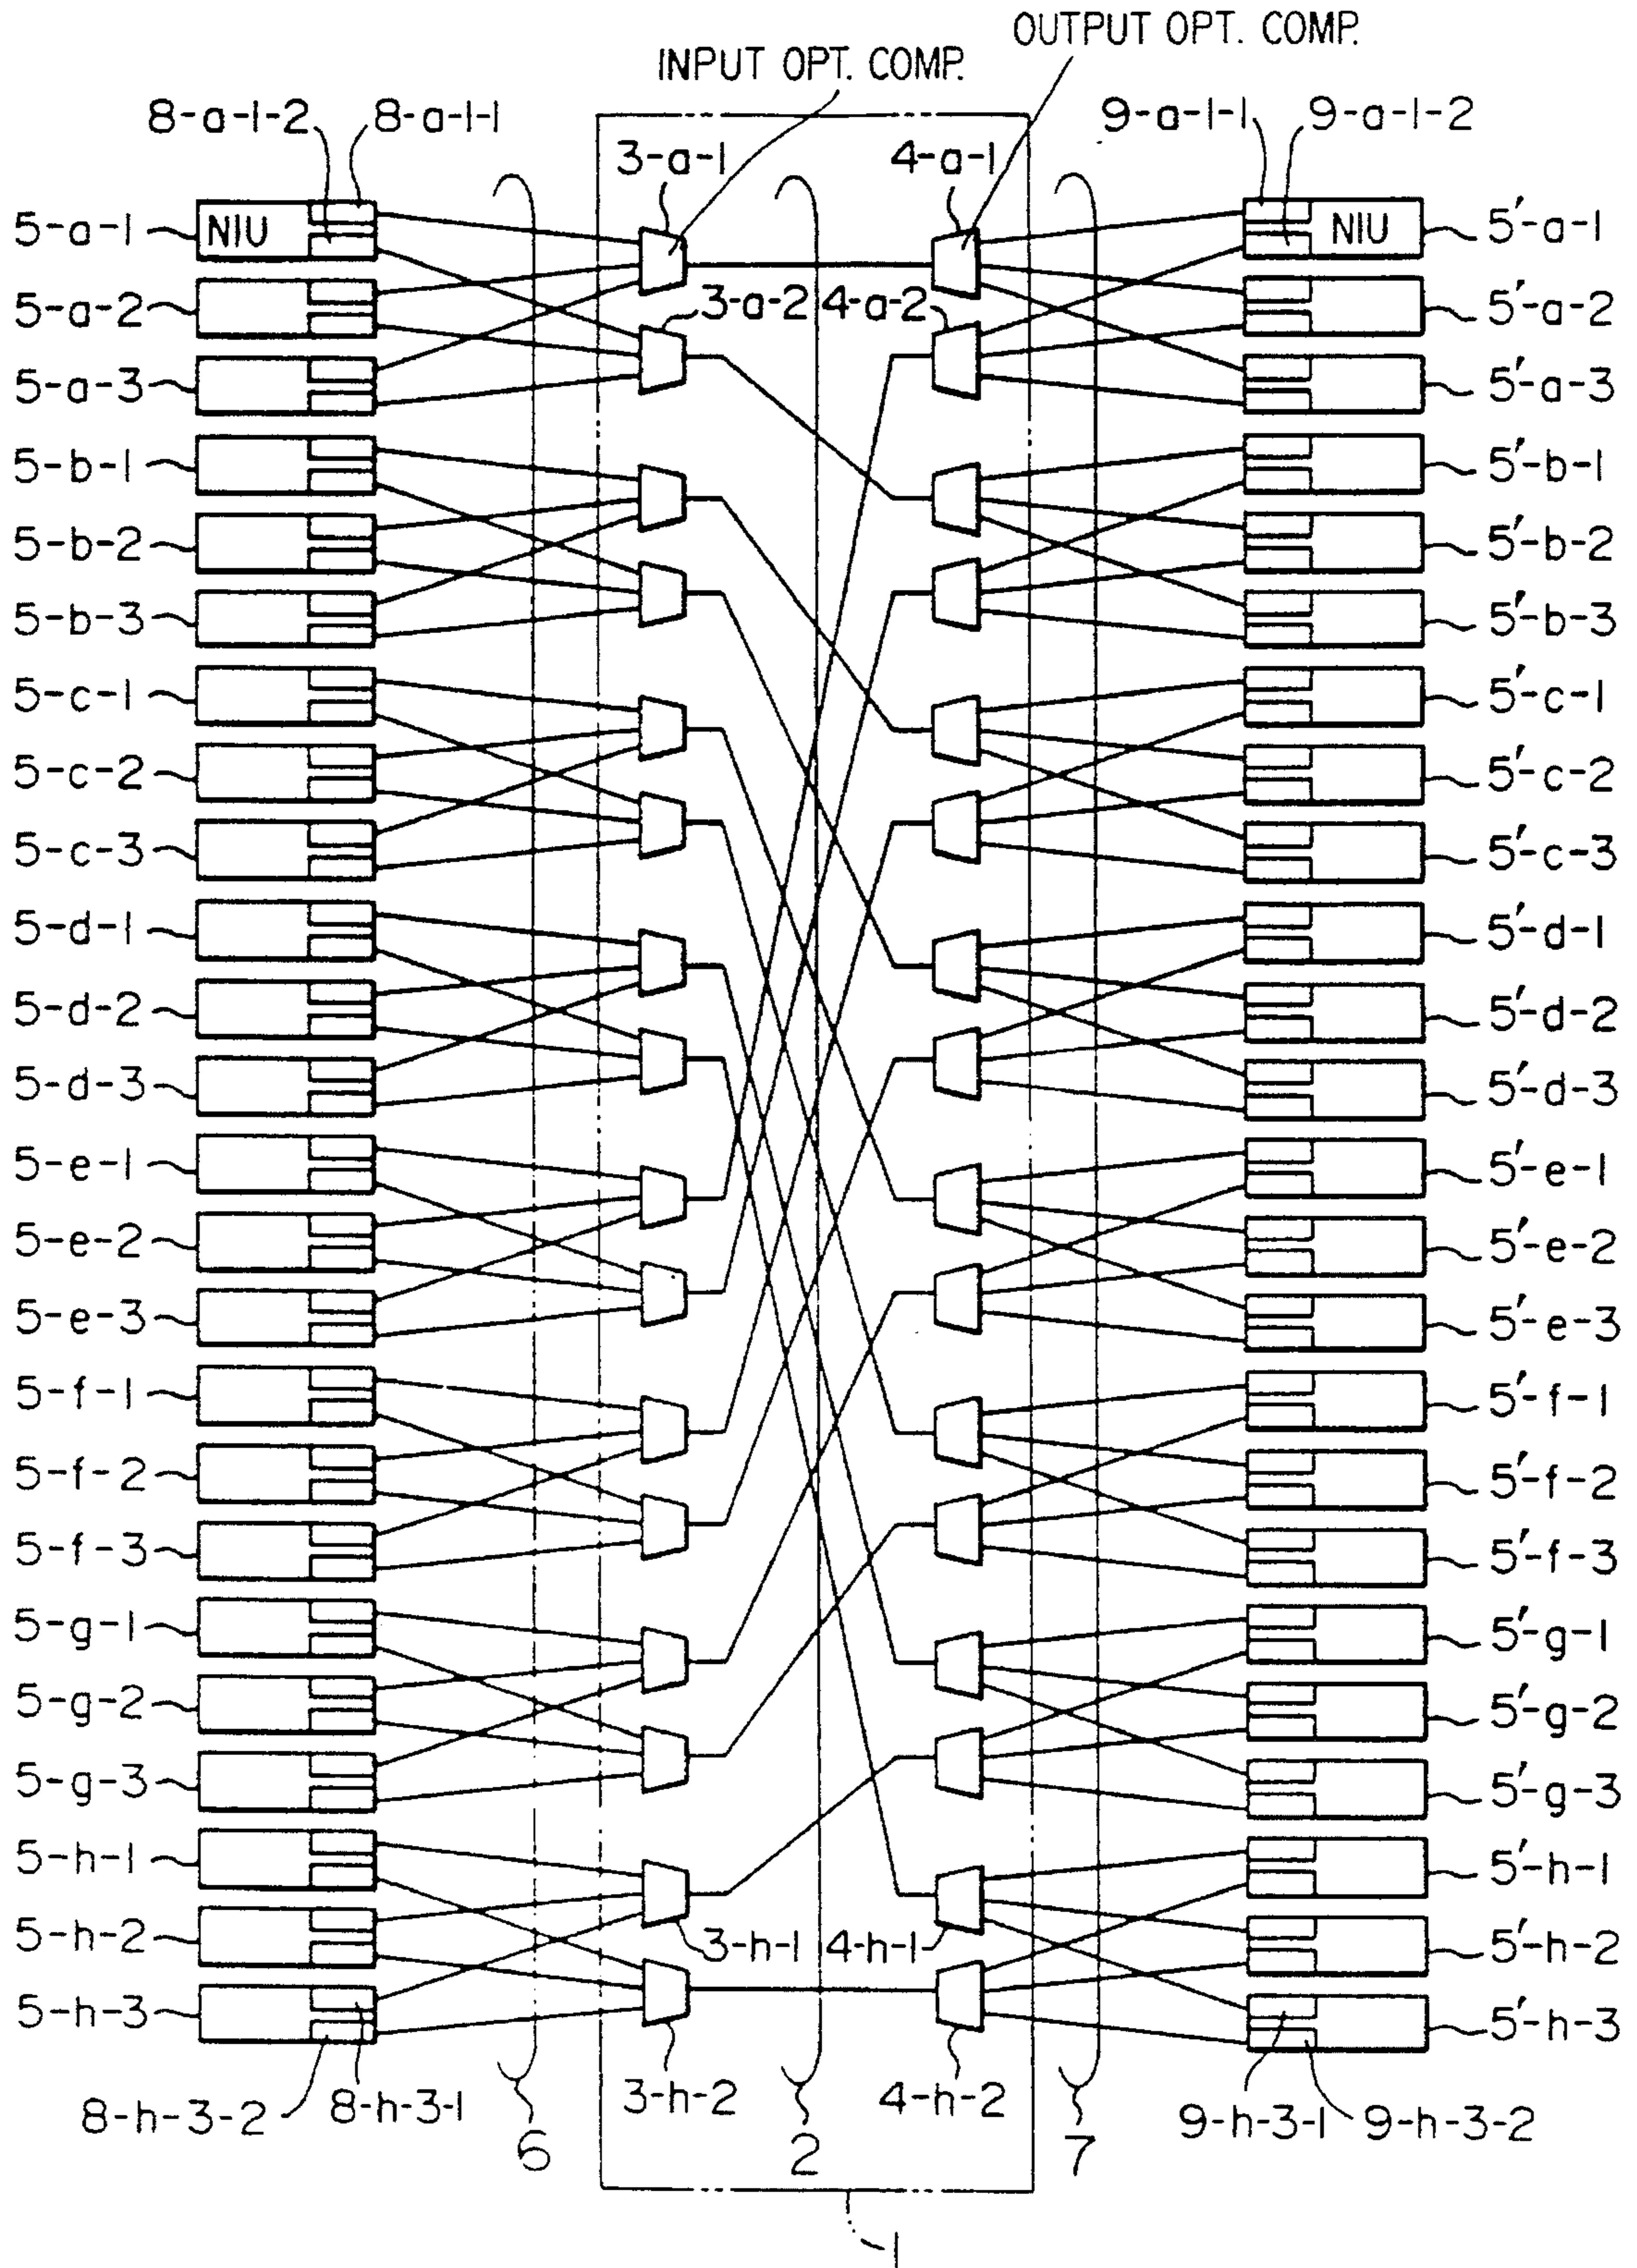 OUTPUT OPT. COMP.
INPUT OPT. COMP.
8-a-1-2 8-a-1-1 9-a-1-1 9-a-1-2
3-a-1 4-a-1
5-a-1 NIU NIU 5'-a-1
5-a-2 3-a-2 4-a-2 5'-a-2
5-a-3 5'-a-3
5-b-1 5'-b-1
5-b-2 5'-b-2
5-b-3 5'-b-3
5-c-1 5'-c-1
5-c-2 5'-c-2
5-c-3 5'-c-3
5-d-1 5'-d-1
5-d-2 5'-d-2
5-d-3 5'-d-3
5-e-1 5'-e-1
5-e-2 5'-e-2
5-e-3 5'-e-3
5-f-1 5'-f-1
5-f-2 5'-f-2
5-f-3 5'-f-3
5-g-1 5'-g-1
5-g-2 5'-g-2
5-g-3 5'-g-3
5-h-1 5'-h-1
5-h-2 3-h-1 4-h-1 5'-h-2
5-h-3 5'-h-3
8-h-3-2 8-h-3-1 3-h-2 4-h-2 9-h-3-1 9-h-3-2
6 2 7
1